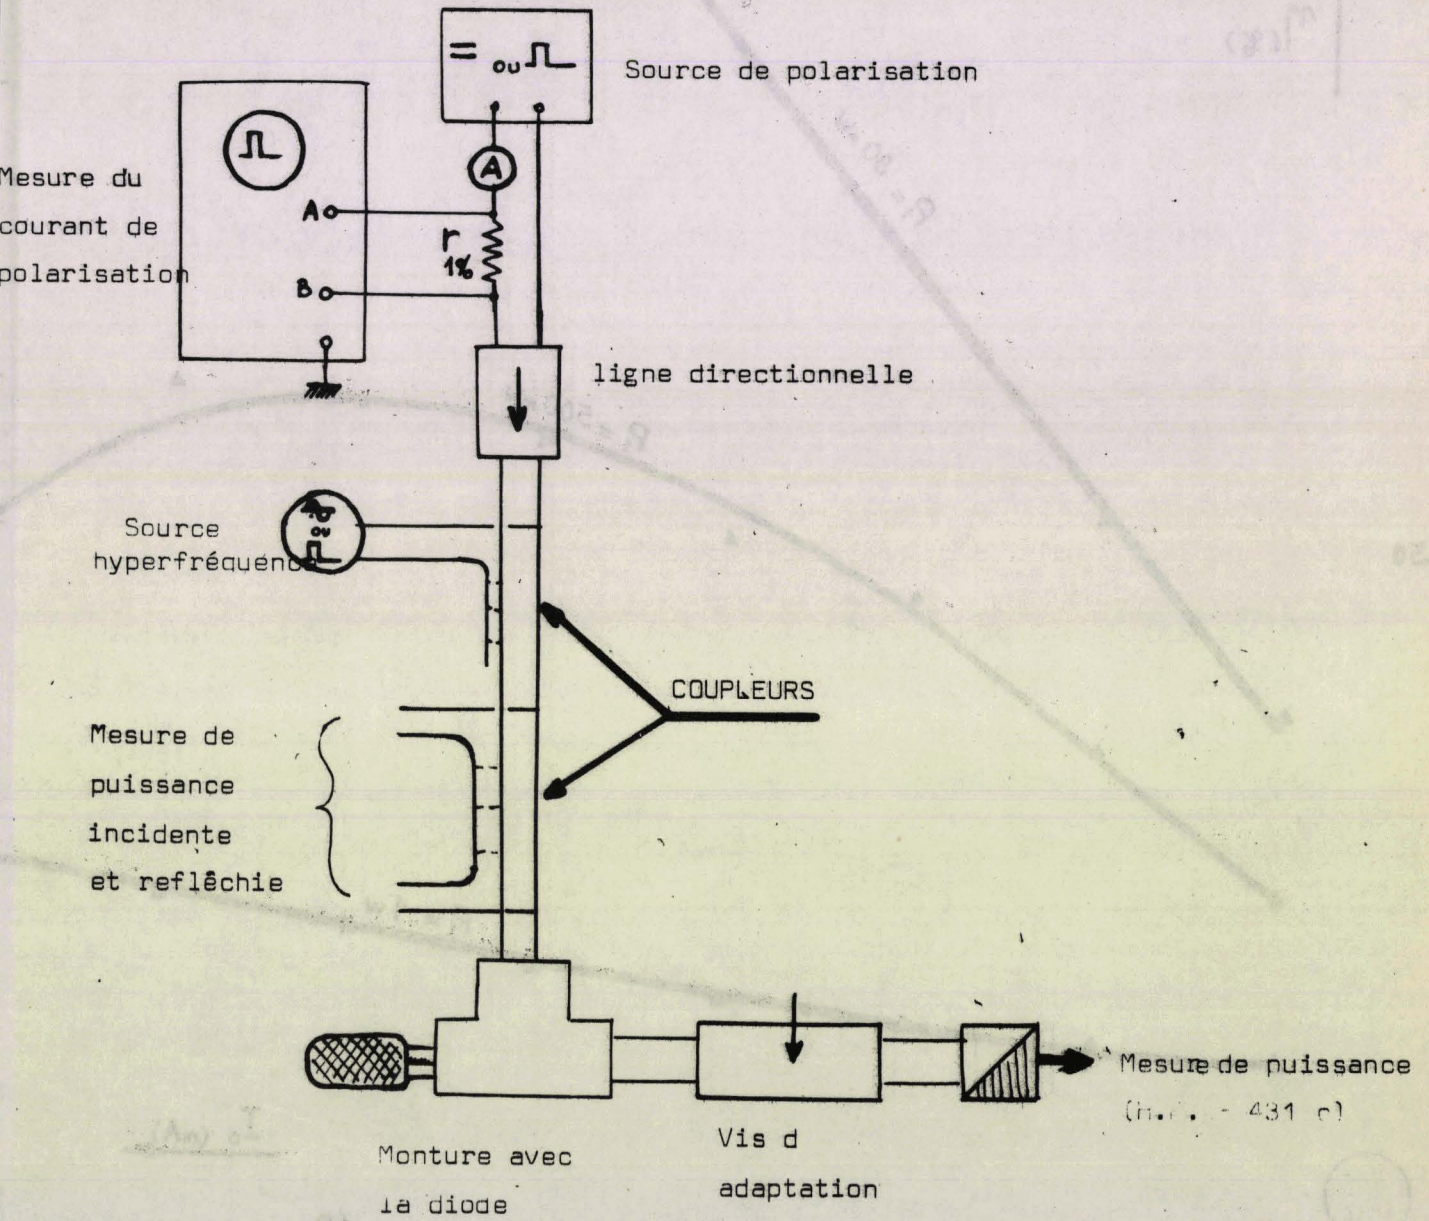 = ou
Source de polarisation
A
Mesure du
courant de
polarisation
A
B
r
1%
ligne directionnelle
Source
hyperfréquence
ou
COUPLEURS
Mesure de
puissance
incidente
et reflêchie
Mesure de puissance
431 c)
Vis d
adaptation
Monture avec
la diode